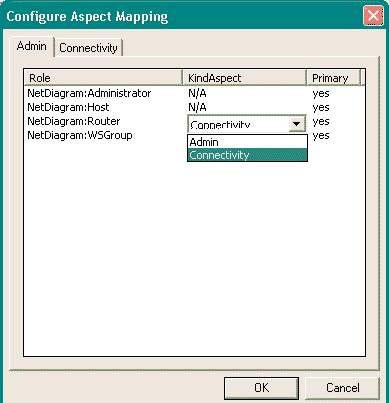 Configure Aspect Mapping
Admin Connectivity
Role KindAspect Primary
NetDiagram:Administrator N/A yes
NetDiagram:Host N/A yes
NetDiagram:Router Connectivity yes
NetDiagram:WSGroup yes
Admin
Connectivity
OK Cancel